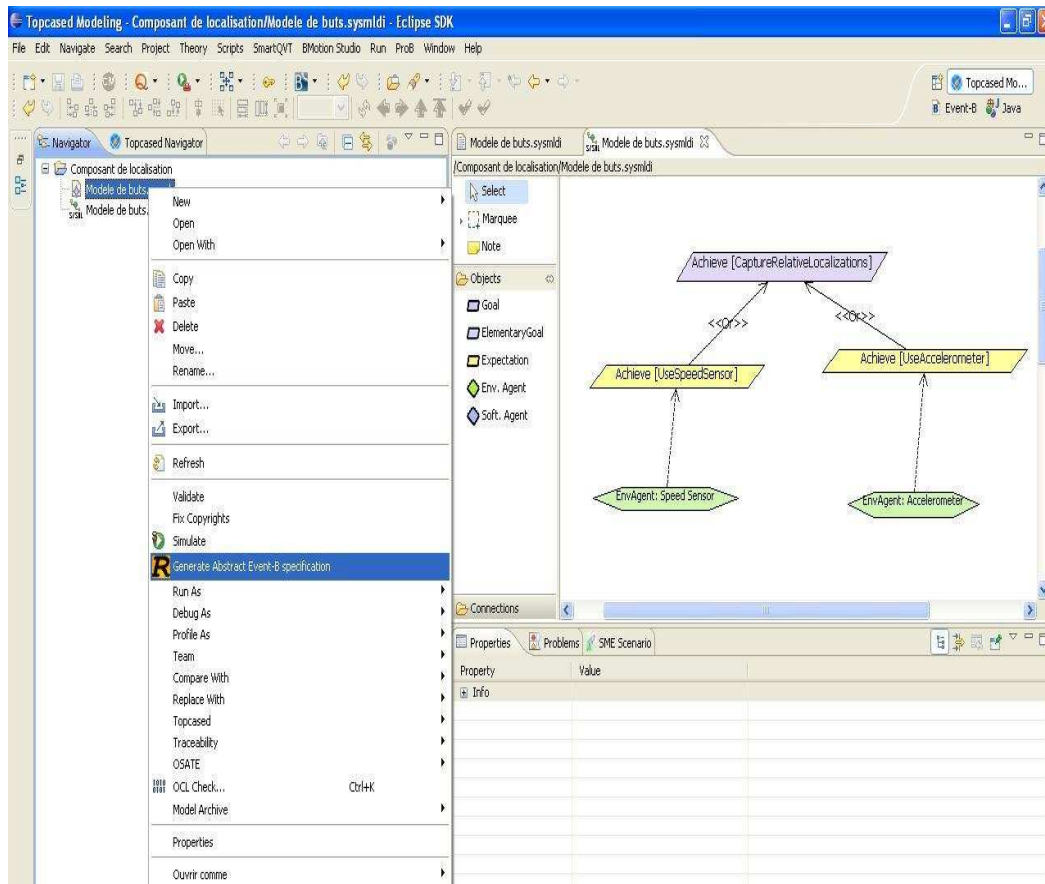 Topcased Modeling - Composant de localisation/Modele de buts.sysmldi - Eclipse SDK
File Edit Navigate Search Project Theory Scripts SmartQVT BMotion Studio Run ProB Window Help
Topcased Mo...
Event-B Java
Navigator Topcased Navigator
Composant de localisation
Modele de buts.
Modele de buts.
New
Open
Open With
Copy
Paste
Delete
Move...
Rename...
Import...
Export...
Refresh
Validate
Fix Copyrights
Simulate
Generate Abstract Event-B specification
Run As
Debug As
Profile As
Team
Compare With
Replace With
Topcased
Traceability
OSATE
OCL Check... Ctrl+K
Model Archive
Properties
Ouvrir comme
Modele de buts.sysmldi Modele de buts.sysmldi
/Composant de localisation/Modele de buts.sysmldi
Select
Marquee
Note
Objects
Goal
ElementaryGoal
Expectation
Env. Agent
Soft. Agent
Connections
Achieve [CaptureRelativeLocalizations]
<<Or>> <<Or>>
Achieve [UseSpeedSensor]
Achieve [UseAccelerometer]
EnvAgent: Speed Sensor
EnvAgent: Accelerometer
Properties Problems SME Scenario
Property Value
Info